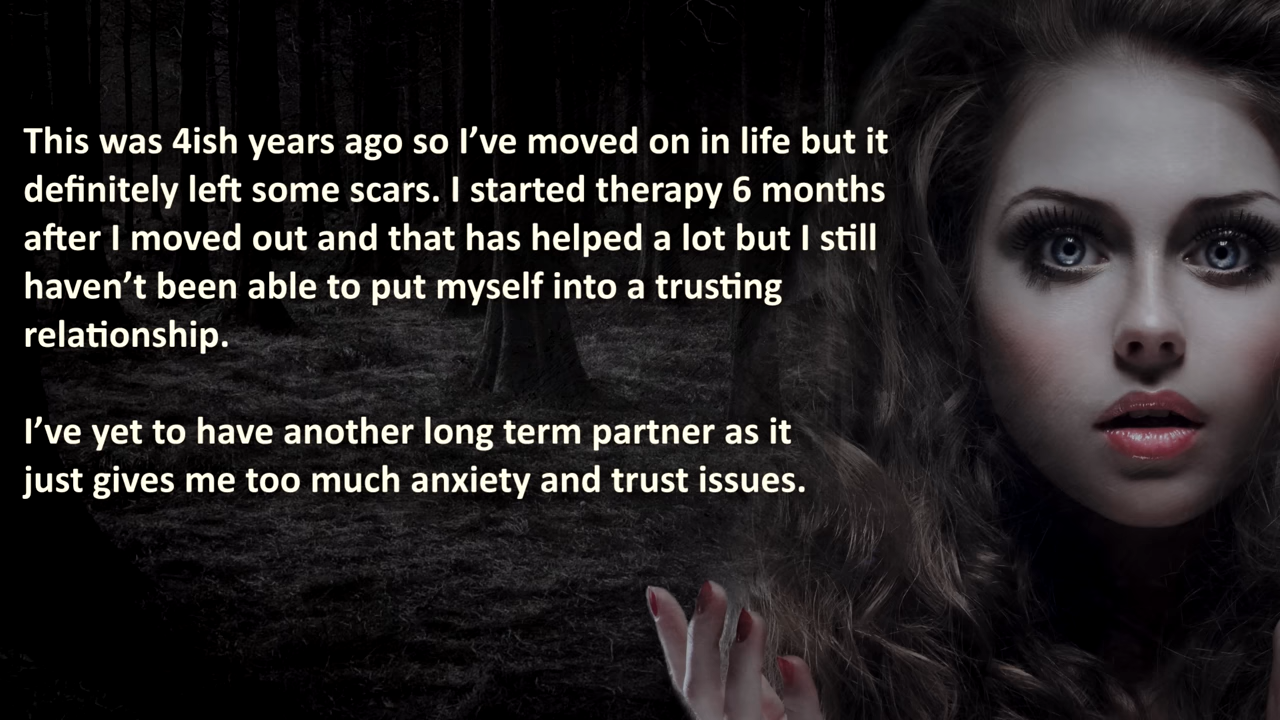 This was 4ish years ago so I’ve moved on in life but it
definitely left some scars. I started therapy 6 months
after I moved out and that has helped a lot but I still
haven’t been able to put myself into a trusting
relationship.
I’ve yet to have another long term partner as it
just gives me too much anxiety and trust issues.